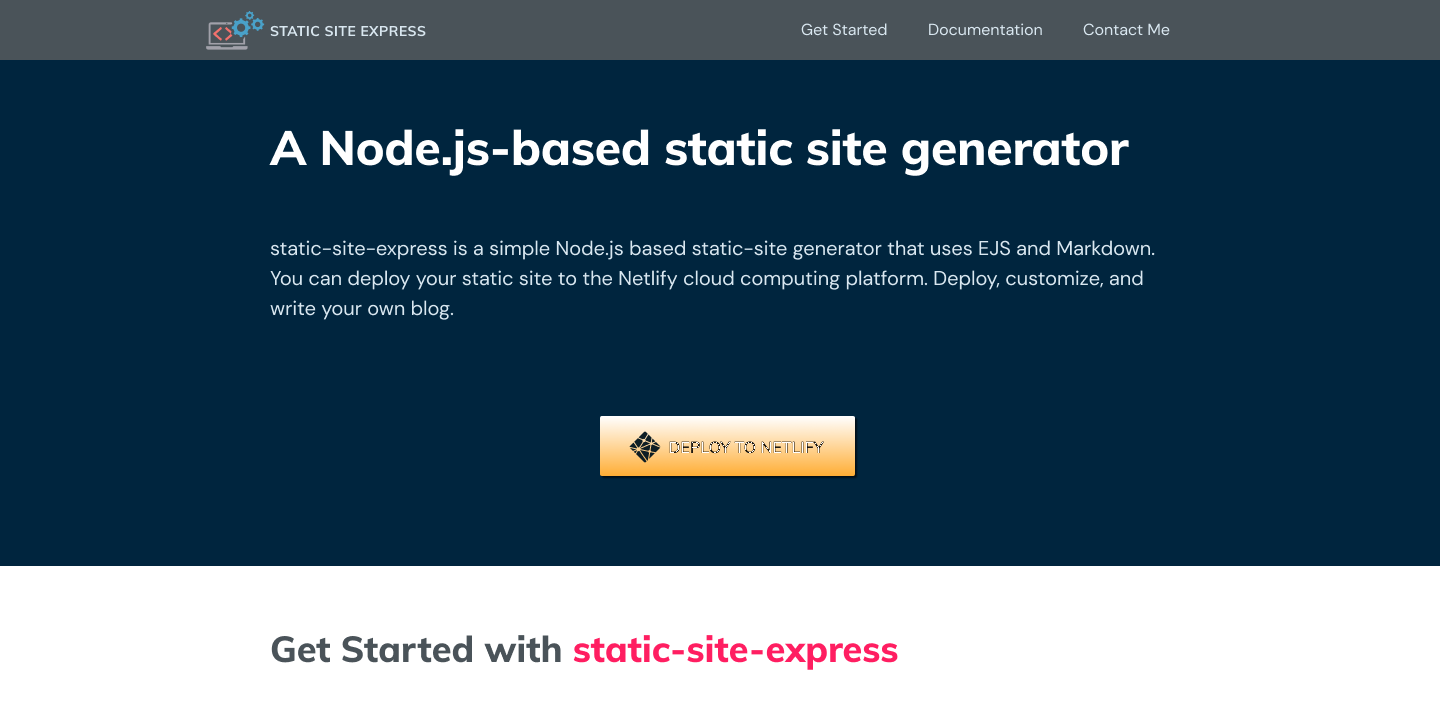 STATIC SITE EXPRESS
Get Started
Documentation
Contact Me
A Node.js-based static site generator
static-site-express is a simple Node.js based static-site generator that uses EJS and Markdown.
You can deploy your static site to the Netlify cloud computing platform. Deploy, customize, and
write your own blog.
DEPLOY TO NETLIFY
Get Started with static-site-express